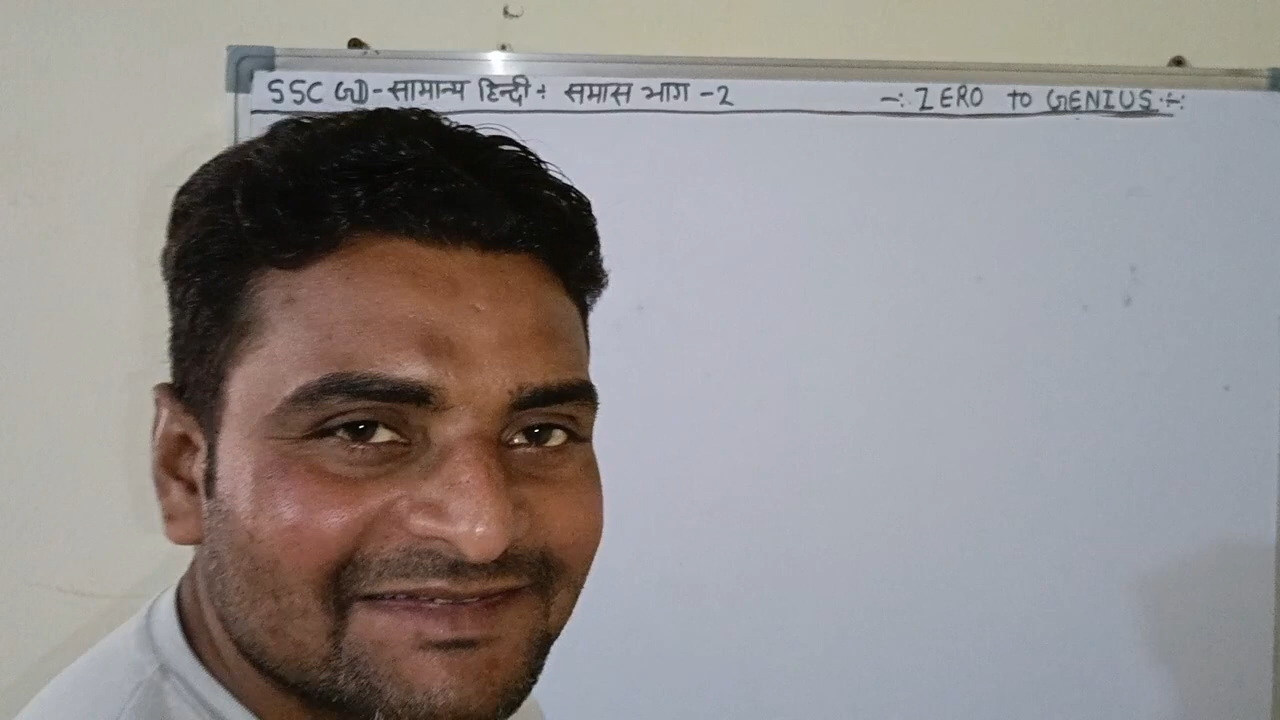 SSC GD - सामान्य हिन्दी ÷ समास भाग - 2 -: ZERO to GENIUS :-